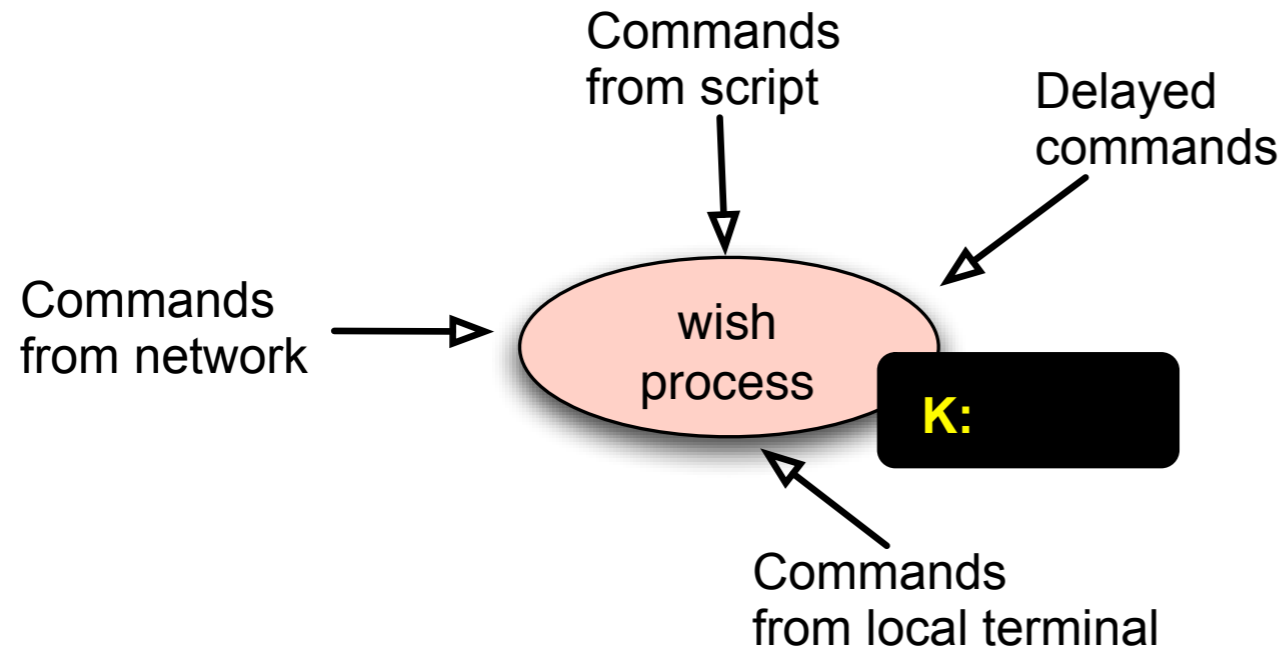 Commands
from script
Delayed
commands
Commands
from network
wish
process
K:
Commands
from local terminal